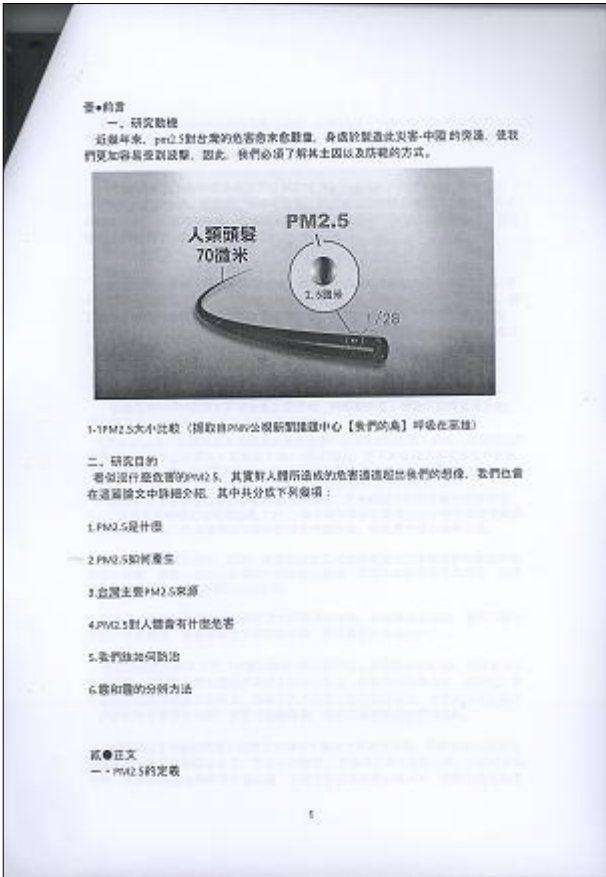 壹●前言
一、研究動機
近幾年來，pm2.5對台灣的危害愈來愈嚴重，身處於製造此災害-中國 的旁邊，使我
們更加容易受到波擊，因此，我們必須了解其主因以及防範的方式。
PM2.5
人類頭髮
70微米
2.5微米
1/28
1-1PM2.5大小比較（擷取自PNN公視新聞議題中心【我們的島】呼吸在高雄）
二、研究目的
看似沒什麼危害的PM2.5，其實對人體所造成的危害遠遠超出我們的想像，我們也會
在這篇論文中詳細介紹，其中共分成下列幾項：
1.PM2.5是什麼
2.PM2.5如何產生
3.台灣主要PM2.5來源
4.PM2.5對人體會有什麼危害
5.我們該如何防治
6.霧和霾的分辨方法
貳●正文
一、PM2.5的定義
5